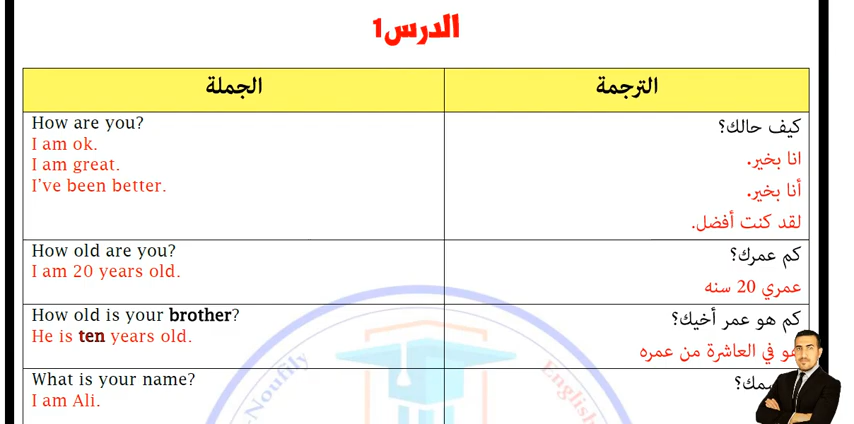 الدرس1
الجملة
الترجمة
How are you?
I am ok.
I am great.
I've been better.
كيف حالك؟
انا بخير.
أنا بخير.
لقد كنت أفضل.
How old are you?
I am 20 years old.
كم عمرك؟
عمري 20 سنه
How old is your brother?
He is ten years old.
كم هو عمر أخيك؟
في العاشرة من عمره
What is your name?
I am Ali.
-Noufily
English